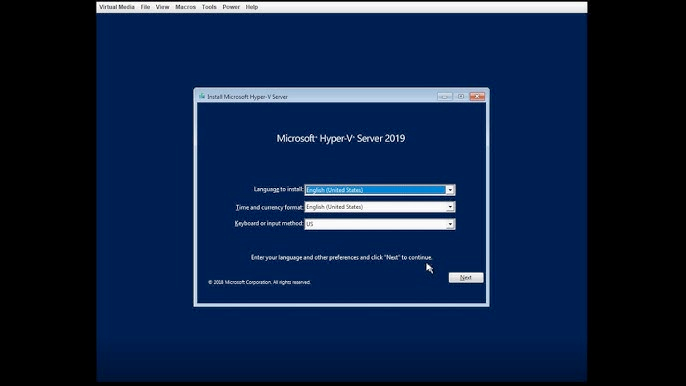 Virtual Media File View Macros Tools Power Help
Install Microsoft Hyper-V Server
Microsoft® Hyper-V® Server 2019
Language to install: English (United States)
Time and currency format: English (United States)
Keyboard or input method: US
Enter your language and other preferences and click "Next" to continue.
Next
© 2018 Microsoft Corporation. All rights reserved.